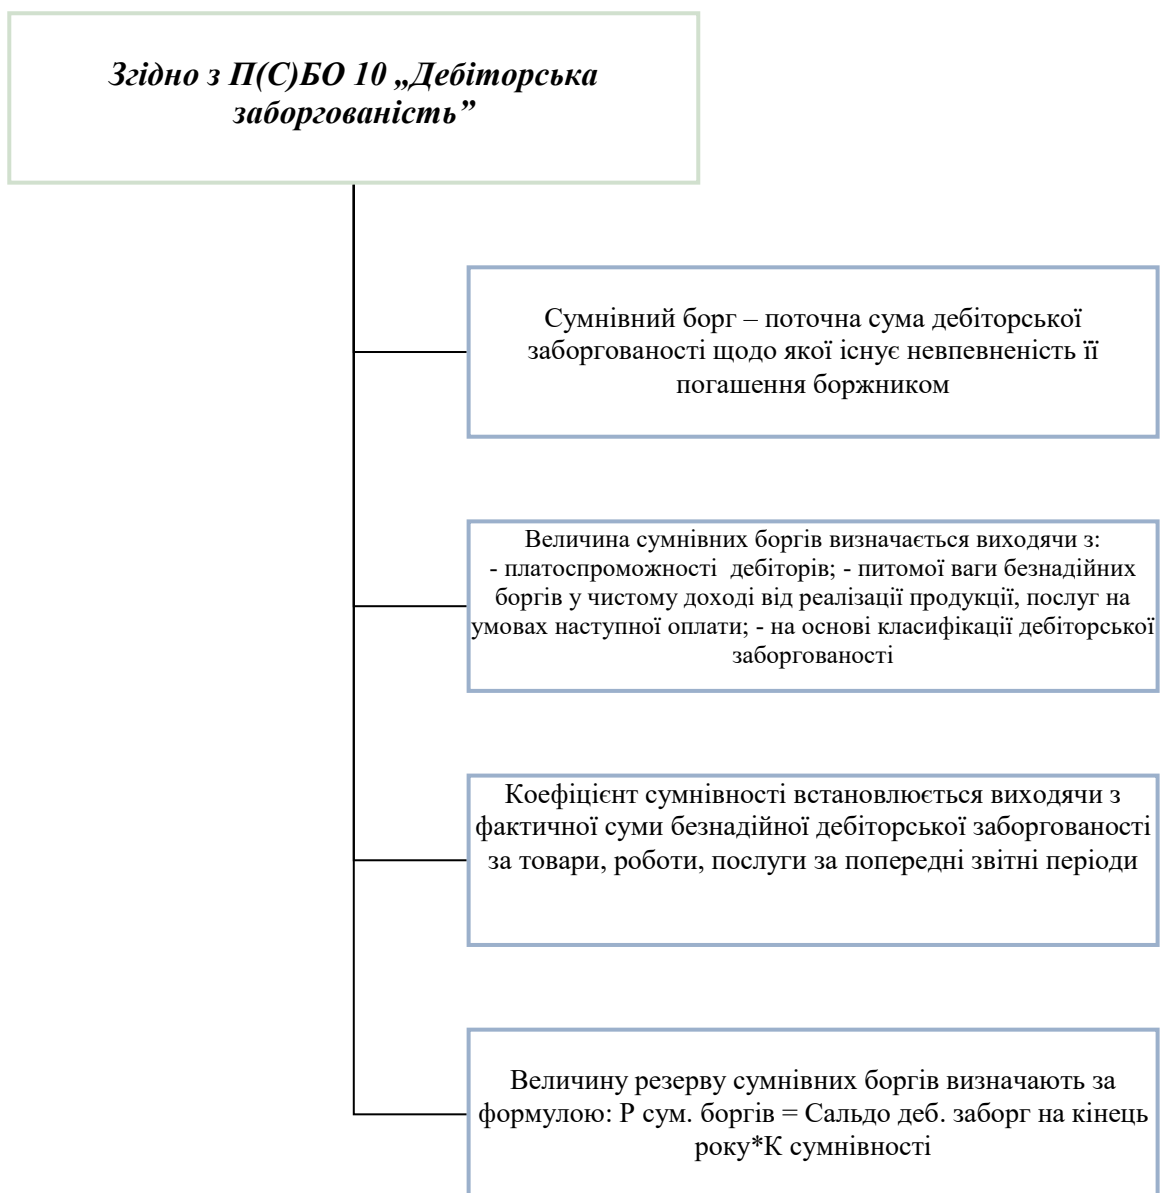 Згідно з П(С)БО 10 „Дебіторська
заборгованість”
Сумнівний борг – поточна сума дебіторської
заборгованості щодо якої існує невпевненість її
погашення боржником
Величина сумнівних боргів визначається виходячи з:
- платоспроможності  дебіторів; - питомої ваги безнадійних
боргів у чистому доході від реалізації продукції, послуг на
умовах наступної оплати; - на основі класифікації дебіторської
заборгованості
Коефіцієнт сумнівності встановлюється виходячи з
фактичної суми безнадійної дебіторської заборгованості
за товари, роботи, послуги за попередні звітні періоди
Величину резерву сумнівних боргів визначають за
формулою: Р сум. боргів = Сальдо деб. заборг на кінець
року*К сумнівності